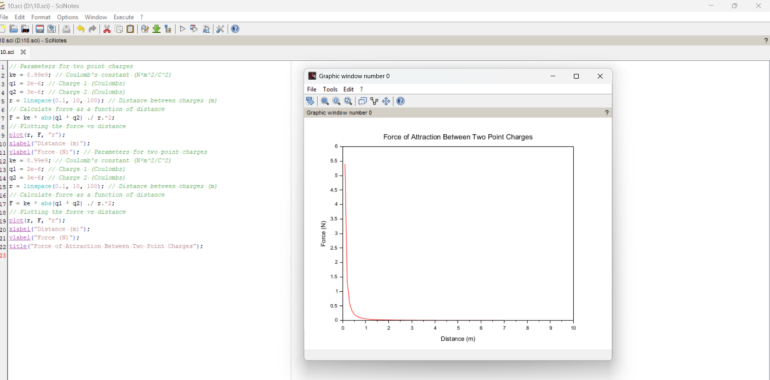 10.sci (D:\10.sci) - SciNotes
File Edit Format Options Window Execute ?
10.sci (D:\10.sci) - SciNotes ?
10.sci
1 // Parameters for two point charges
2 ke = 8.99e9; // Coulomb's constant (N*m^2/C^2)
3 q1 = 2e-6; // Charge 1 (Coulombs)
4 q2 = 3e-6; // Charge 2 (Coulombs)
5 r = linspace(0.1, 10, 100); // Distance between charges (m)
6 // Calculate force as a function of distance
7 F = ke * abs(q1 * q2) ./ r.^2;
8 // Plotting the force vs distance
9 plot(r, F, "r");
10 xlabel("Distance (m)");
11 ylabel("Force (N)"); // Parameters for two point charges
12 ke = 8.99e9; // Coulomb's constant (N*m^2/C^2)
13 q1 = 2e-6; // Charge 1 (Coulombs)
14 q2 = 3e-6; // Charge 2 (Coulombs)
15 r = linspace(0.1, 10, 100); // Distance between charges (m)
16 // Calculate force as a function of distance
17 F = ke * abs(q1 * q2) ./ r.^2;
18 // Plotting the force vs distance
19 plot(r, F, "r");
20 xlabel("Distance (m)");
21 ylabel("Force (N)");
22 title("Force of Attraction Between Two Point Charges");
23
Graphic window number 0
File Tools Edit ?
Graphic window number 0 ?
Force of Attraction Between Two Point Charges
6
5.5
5
4.5
4
3.5
3
2.5
2
1.5
1
0.5
0
Force (N)
0 1 2 3 4 5 6 7 8 9 10
Distance (m)